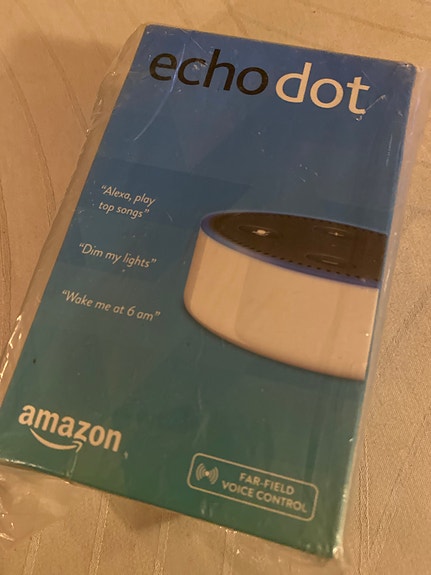 echo dot
"Alexa, play
top songs"
"Dim my lights"
"Wake me at 6 am"
amazon
FAR-FIELD
VOICE CONTROL